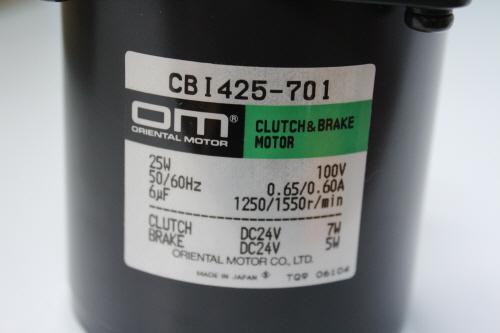 CBI425-701
OM®
ORIENTAL MOTOR
CLUTCH&BRAKE
MOTOR
25W 100V
50/60Hz 0.65/0.60A
6µF 1250/1550r/min
CLUTCH DC24V 7W
BRAKE DC24V 5W
ORIENTAL MOTOR CO., LTD.
MADE IN JAPAN TQ9 06104